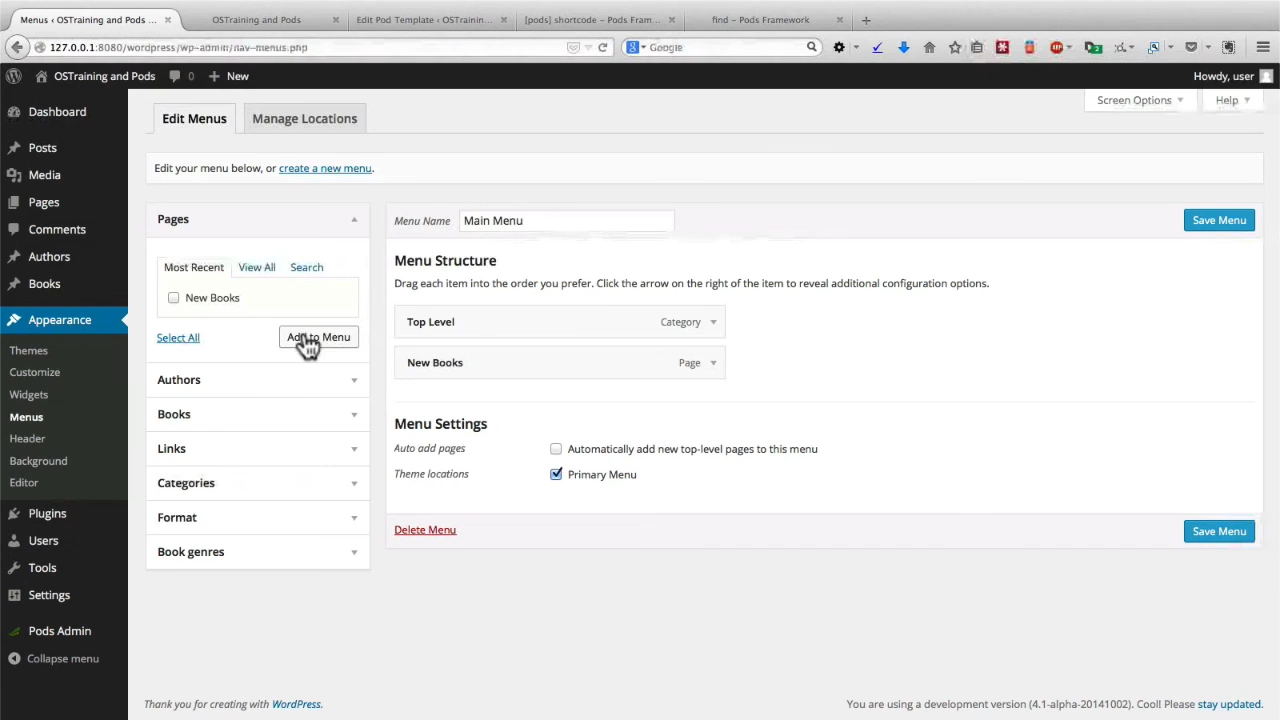 Menus ‹ OSTraining and Pods ...
OSTraining and Pods
Edit Pod Template ‹ OSTrainin...
[pods] shortcode – Pods Fram...
find – Pods Framework
127.0.0.1:8080/wordpress/wp-admin/nav-menus.php
Google
OSTraining and Pods
0
New
Howdy, user
Dashboard
Posts
Media
Pages
Comments
Authors
Books
Appearance
Themes
Customize
Widgets
Menus
Header
Background
Editor
Plugins
Users
Tools
Settings
Pods Admin
Collapse menu
Screen Options
Help
Edit Menus
Manage Locations
Edit your menu below, or create a new menu.
Pages
Most Recent
View All
Search
New Books
Select All
Add to Menu
Authors
Books
Links
Categories
Format
Book genres
Menu Name
Main Menu
Save Menu
Menu Structure
Drag each item into the order you prefer. Click the arrow on the right of the item to reveal additional configuration options.
Top Level
Category
New Books
Page
Menu Settings
Auto add pages
Automatically add new top-level pages to this menu
Theme locations
Primary Menu
Delete Menu
Save Menu
Thank you for creating with WordPress.
You are using a development version (4.1-alpha-20141002). Cool! Please stay updated.